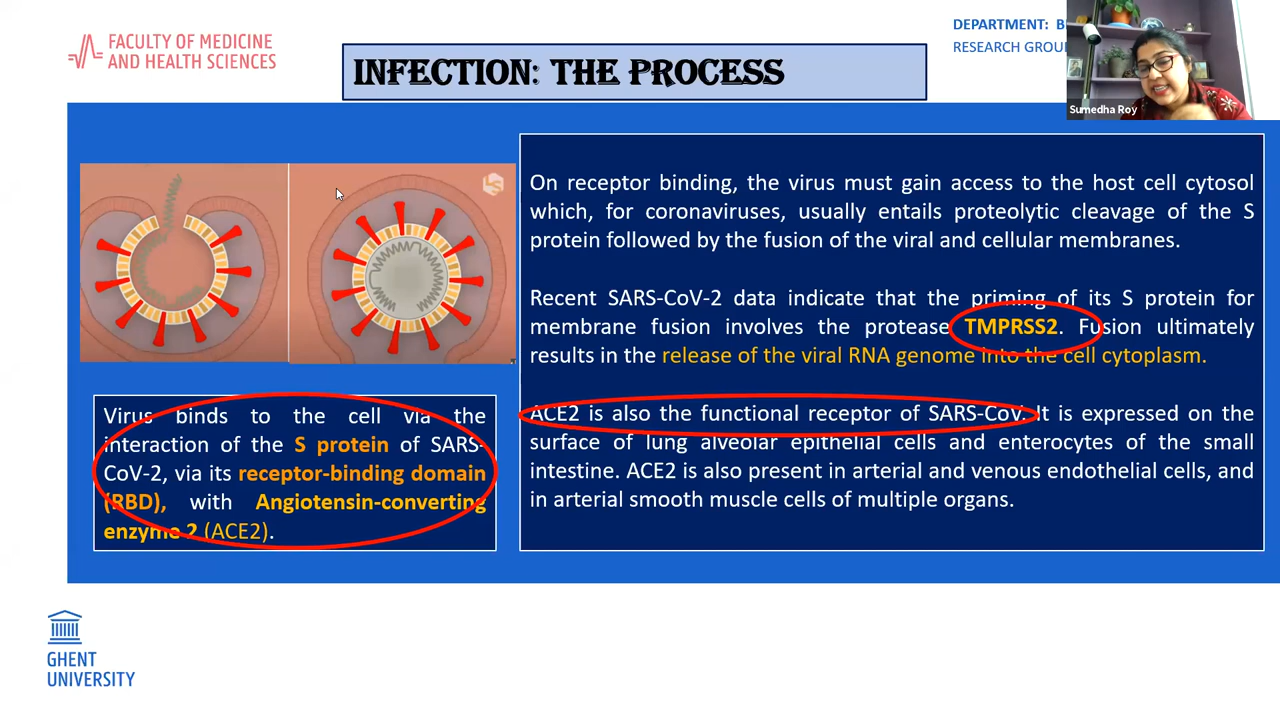 FACULTY OF MEDICINE
AND HEALTH SCIENCES
DEPARTMENT: B
RESEARCH GROU
INFECTION: THE PROCESS
Sumedha Roy
On receptor binding, the virus must gain access to the host cell cytosol
which, for coronaviruses, usually entails proteolytic cleavage of the S
protein followed by the fusion of the viral and cellular membranes.
Recent SARS-CoV-2 data indicate that the priming of its S protein for
membrane fusion involves the protease TMPRSS2. Fusion ultimately
results in the release of the viral RNA genome into the cell cytoplasm.
ACE2 is also the functional receptor of SARS-CoV. It is expressed on the
surface of lung alveolar epithelial cells and enterocytes of the small
intestine. ACE2 is also present in arterial and venous endothelial cells, and
in arterial smooth muscle cells of multiple organs.
Virus binds to the cell via the
interaction of the S protein of SARS-
CoV-2, via its receptor-binding domain
(RBD), with Angiotensin-converting
enzyme 2 (ACE2).
GHENT
UNIVERSITY